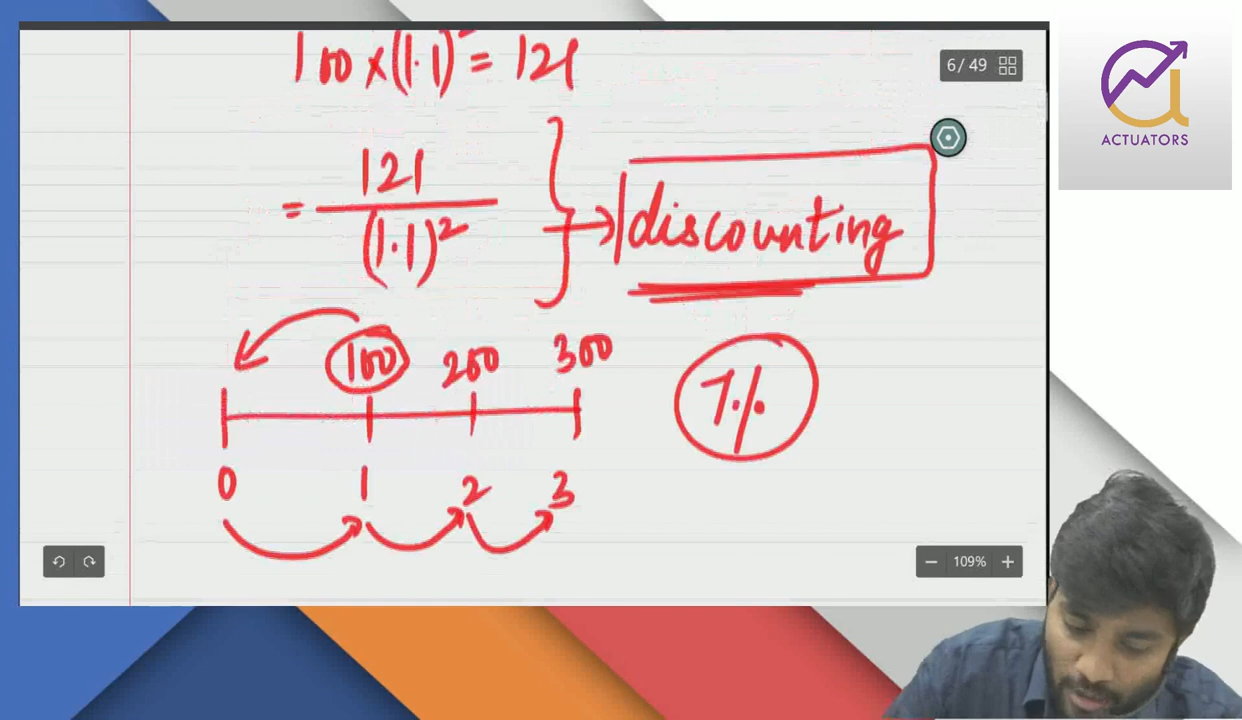 100 × (1.1)² = 121
6 / 49
ACTUATORS
= 121 / (1.1)²
discounting
100 200 300
7%
0 1 2 3
109%